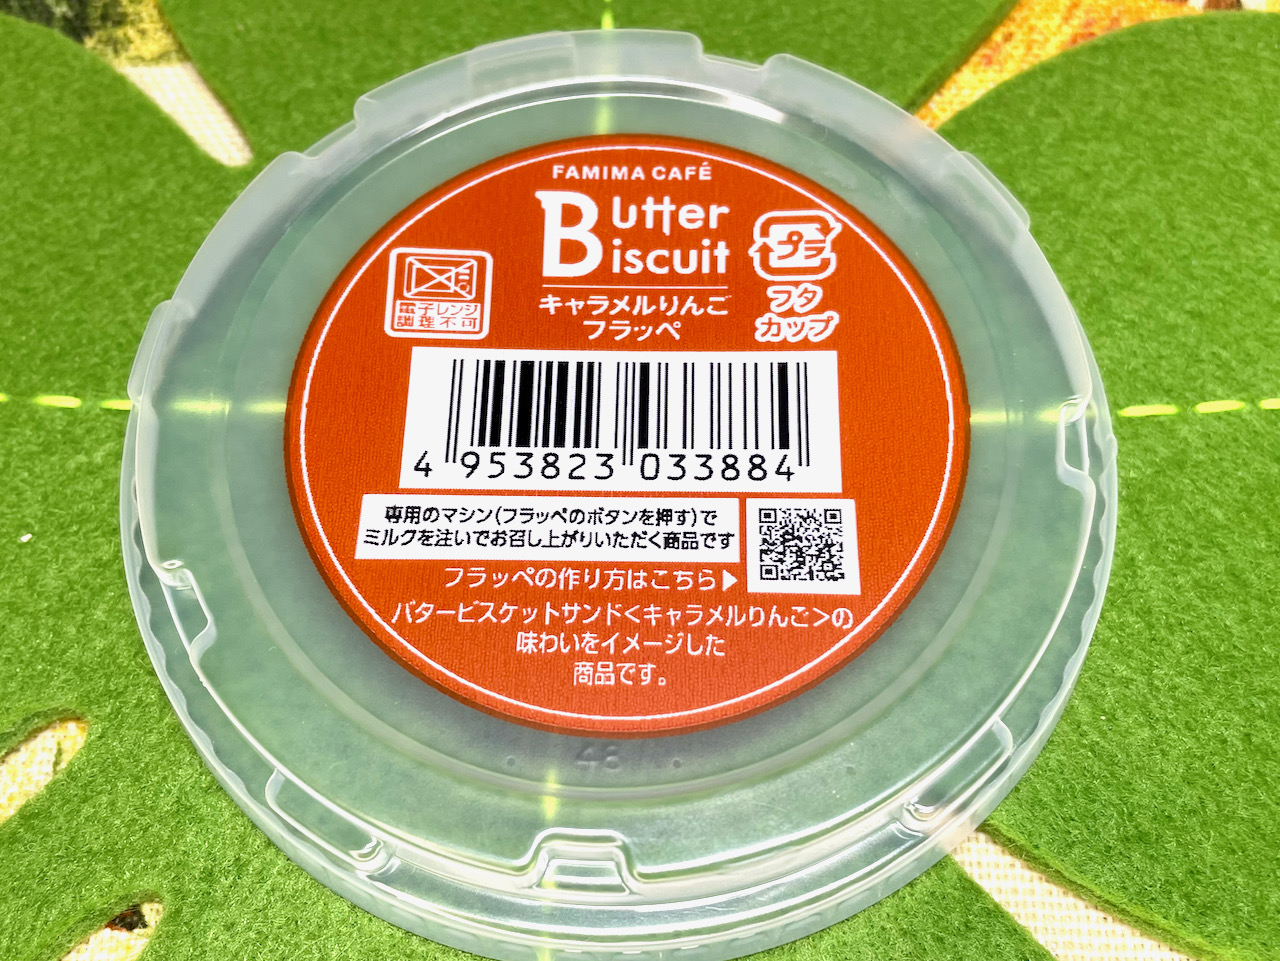 FAMIMA CAFÉ
Butter
Biscuit
キャラメルりんご
フラッペ
電子レンジ
調理不可
プラ
フタ
カップ
4 953823 033884
専用のマシン(フラッペのボタンを押す)で
ミルクを注いでお召し上がりいただく商品です
フラッペの作り方はこちら▶
バタービスケットサンド<キャラメルりんご>の
味わいをイメージした
商品です。
48